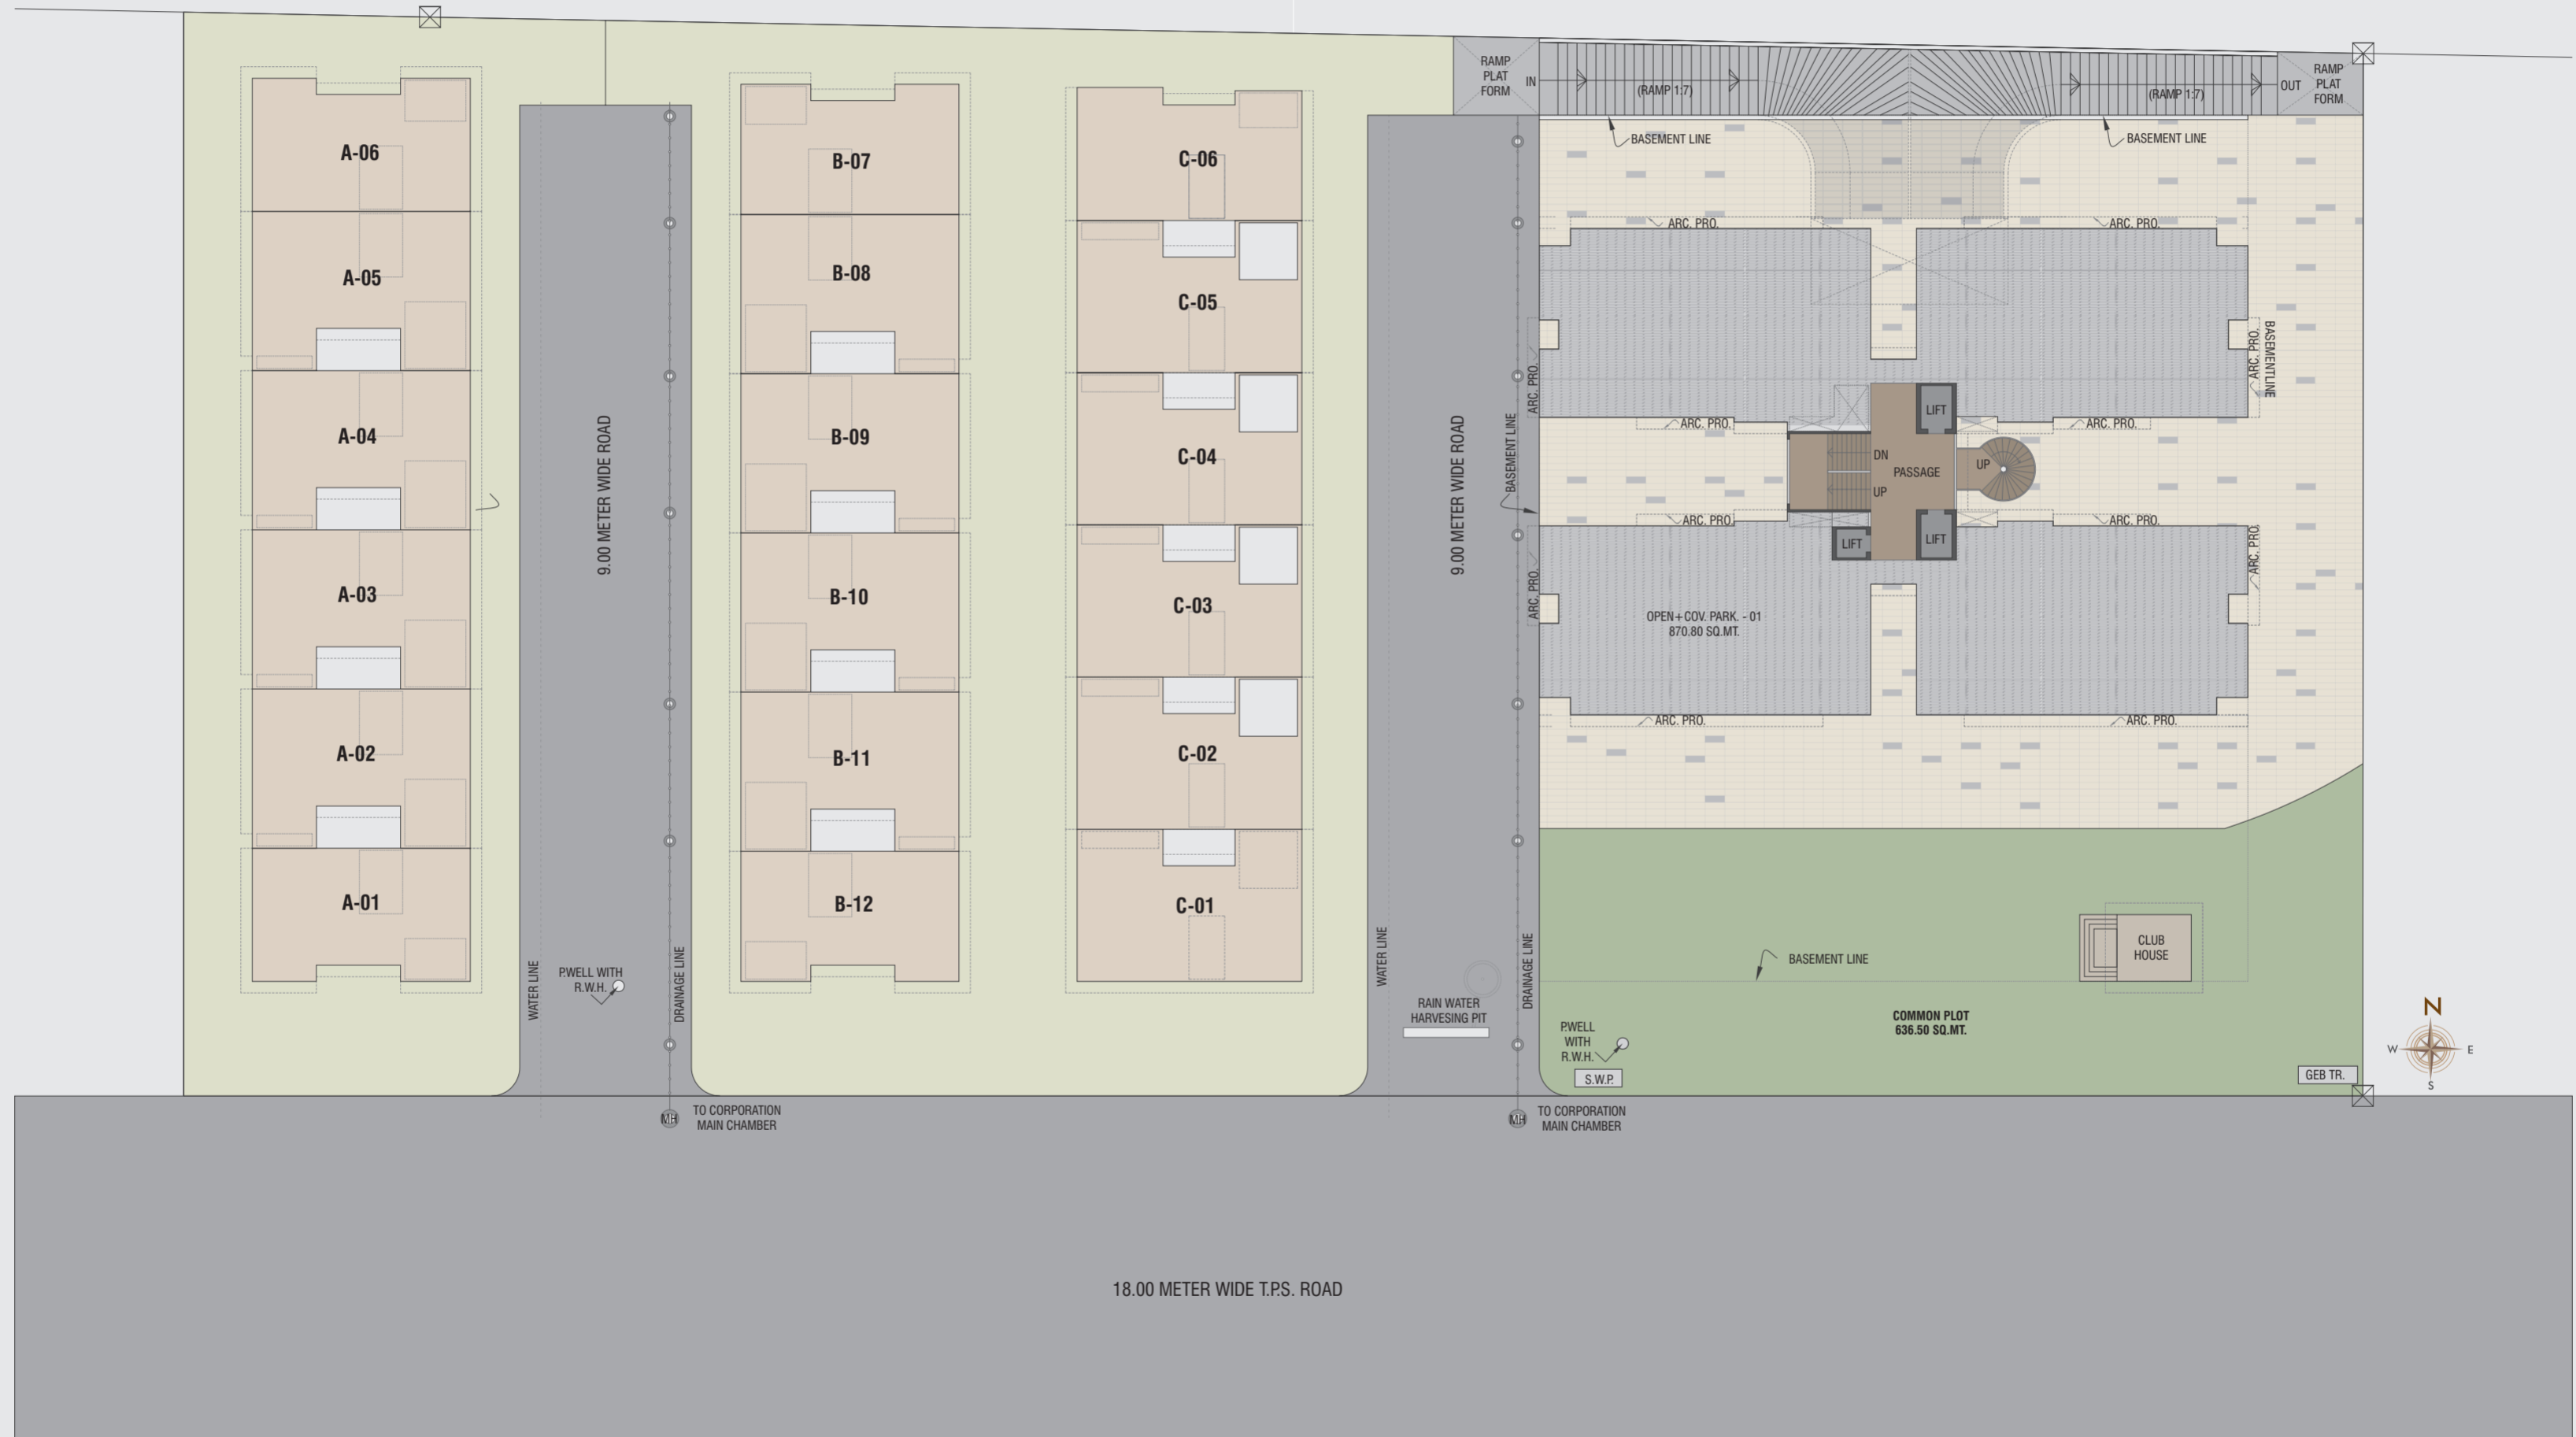 RAMP
PLAT
FORM
IN
(RAMP 1:7)
(RAMP 1:7)
OUT
RAMP
PLAT
FORM
BASEMENT LINE
BASEMENT LINE
A-06
A-05
A-04
A-03
A-02
A-01
9.00 METER WIDE ROAD
WATER LINE
P.WELL WITH
R.W.H.
DRAINAGE LINE
B-07
B-08
B-09
B-10
B-11
B-12
C-06
C-05
C-04
C-03
C-02
C-01
9.00 METER WIDE ROAD
WATER LINE
RAIN WATER
HARVESING PIT
DRAINAGE LINE
BASEMENT LINE
ARC. PRO.
ARC. PRO.
ARC. PRO.
ARC. PRO.
ARC. PRO.
BASEMENTLINE
ARC. PRO.
ARC. PRO.
LIFT
DN
PASSAGE
UP
UP
ARC. PRO.
ARC. PRO.
LIFT
LIFT
ARC. PRO.
ARC. PRO.
OPEN+COV. PARK. - 01
870.80 SQ.MT.
ARC. PRO.
ARC. PRO.
CLUB
HOUSE
BASEMENT LINE
COMMON PLOT
636.50 SQ.MT.
P.WELL
WITH
R.W.H.
S.W.P.
GEB TR.
N
W
E
S
MH
TO CORPORATION
MAIN CHAMBER
MH
TO CORPORATION
MAIN CHAMBER
18.00 METER WIDE T.P.S. ROAD